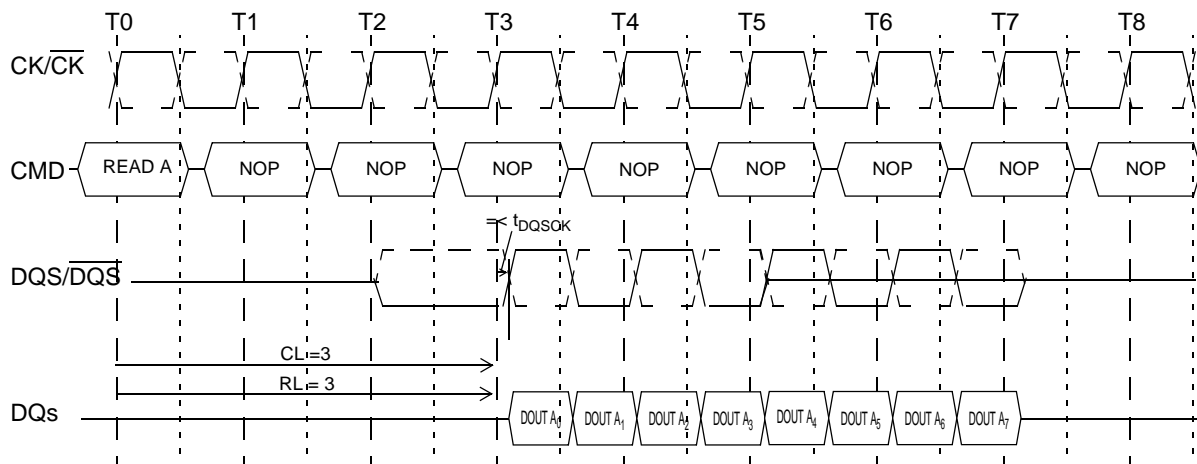 T0 T1 T2 T3 T4 T5 T6 T7 T8
CK/CK
CMD READ A NOP NOP NOP NOP NOP NOP NOP NOP
=< tDQSCK
DQS/DQS
CL =3
RL = 3
DQs DOUT A0 DOUT A1 DOUT A2 DOUT A3 DOUT A4 DOUT A5 DOUT A6 DOUT A7